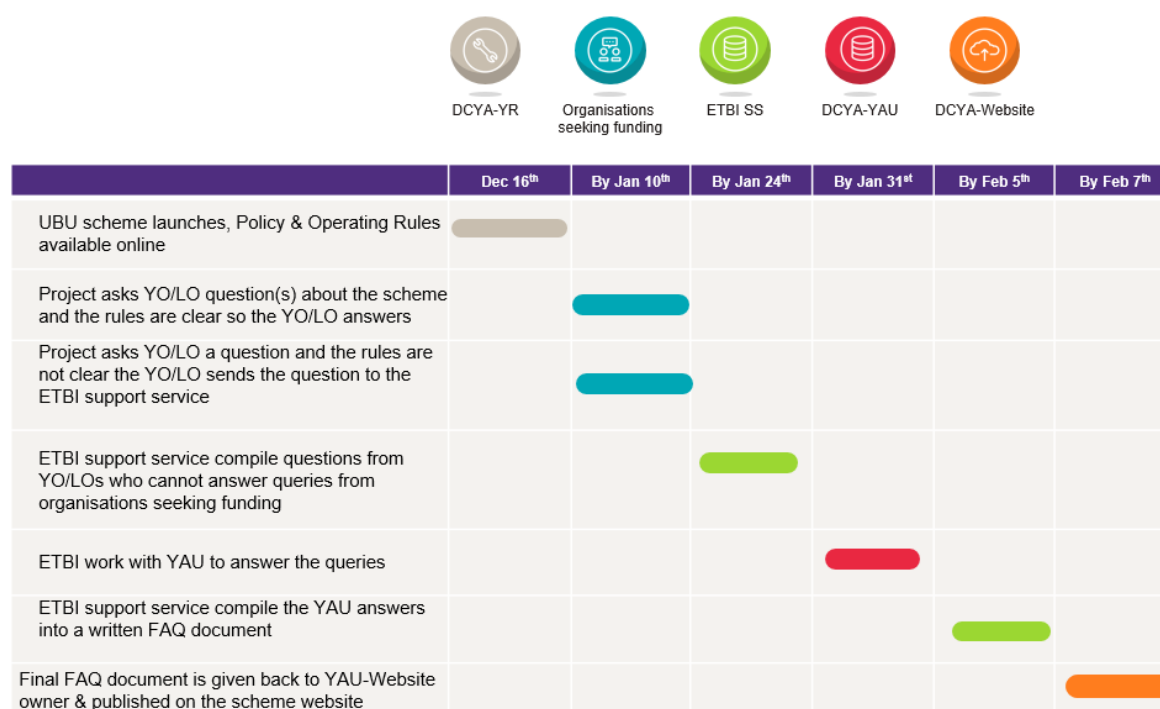 DCYA-YR
Organisations
seeking funding
ETBI SS
DCYA-YAU
DCYA-Website
Dec 16th
By Jan 10th
By Jan 24th
By Jan 31st
By Feb 5th
By Feb 7th
UBU scheme launches, Policy & Operating Rules
available online
Project asks YO/LO question(s) about the scheme
and the rules are clear so the YO/LO answers
Project asks YO/LO a question and the rules are
not clear the YO/LO sends the question to the
ETBI support service
ETBI support service compile questions from
YO/LOs who cannot answer queries from
organisations seeking funding
ETBI work with YAU to answer the queries
ETBI support service compile the YAU answers
into a written FAQ document
Final FAQ document is given back to YAU-Website
owner & published on the scheme website